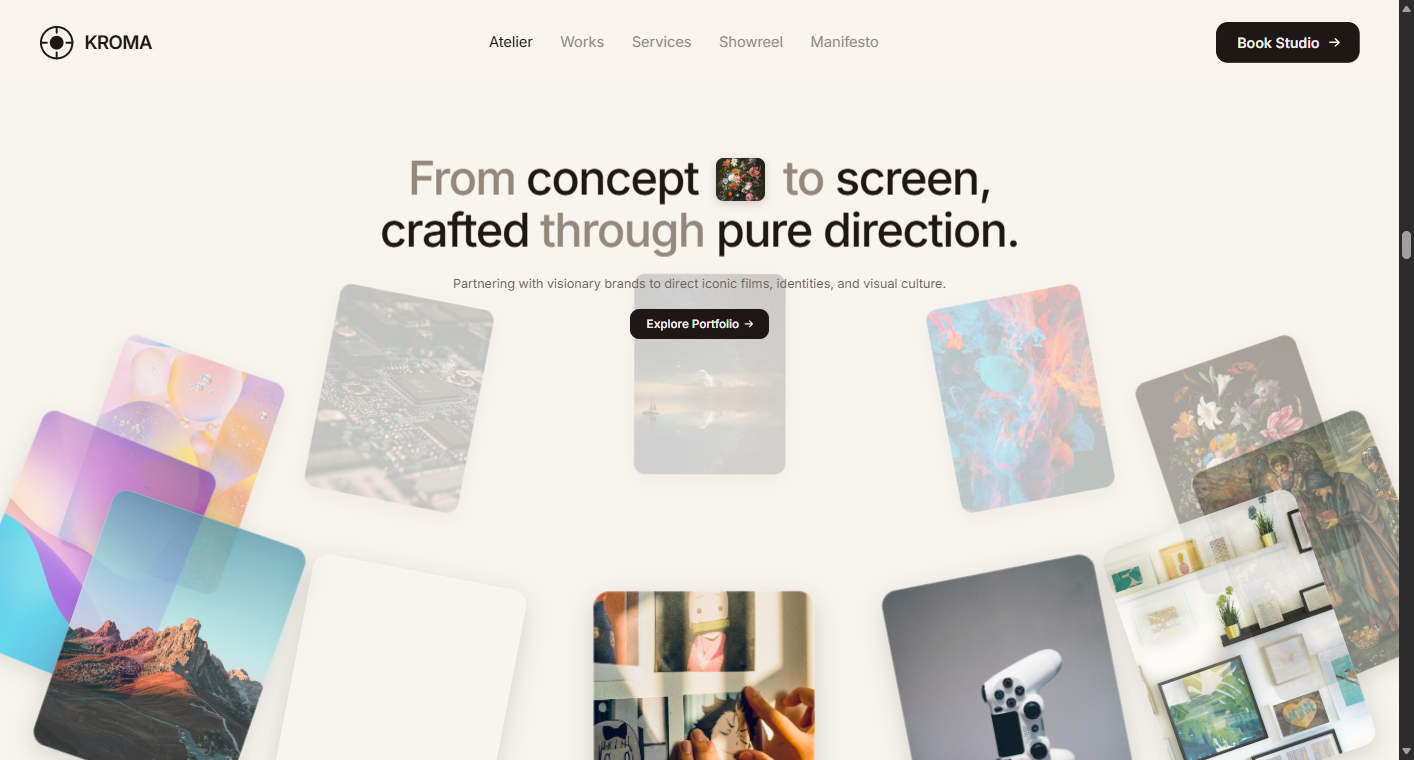 KROMA
Atelier
Works
Services
Showreel
Manifesto
Book Studio →
From concept to screen,
crafted through pure direction.
Partnering with visionary brands to direct iconic films, identities, and visual culture.
Explore Portfolio →